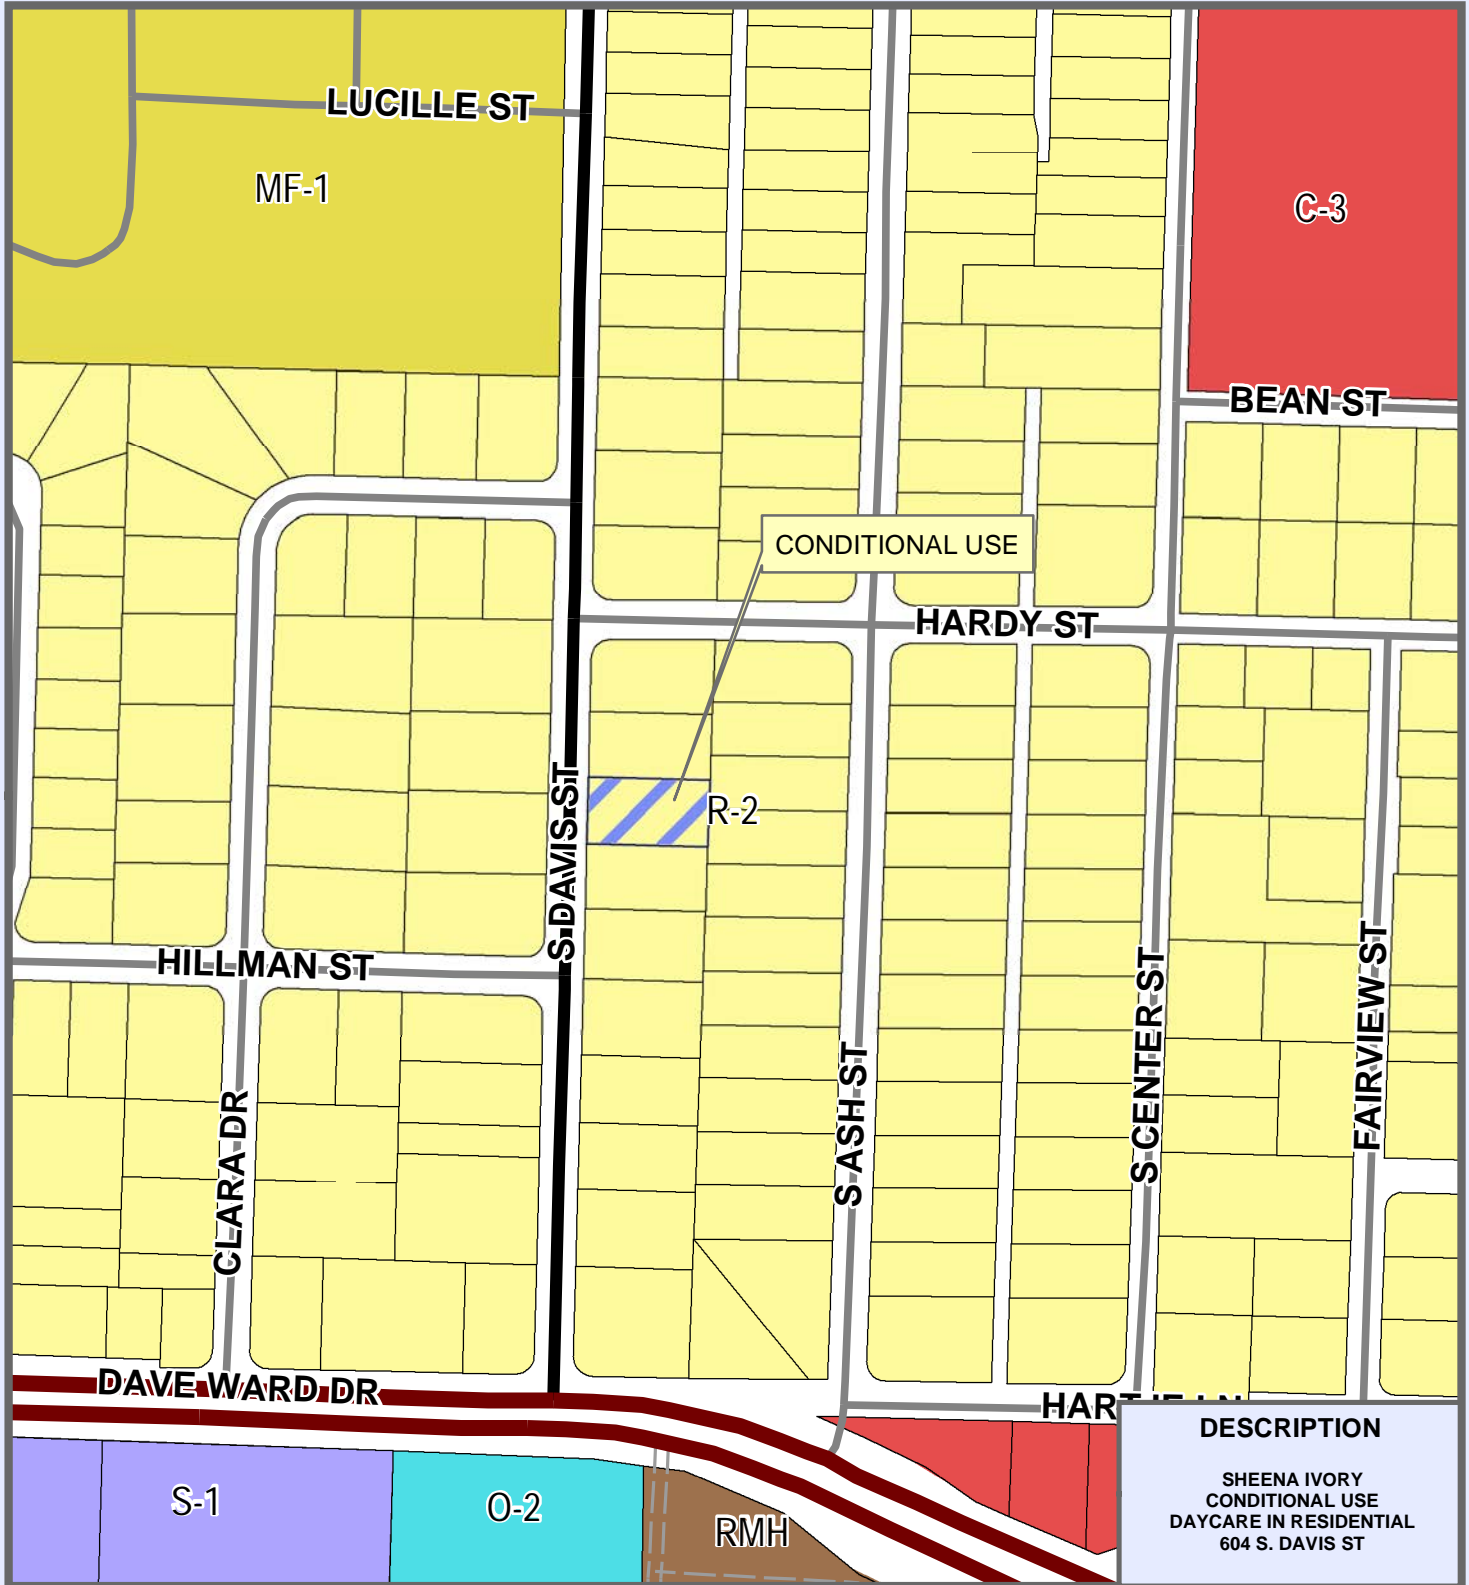 LUCILLE ST
MF-1
C-3
BEAN ST
CONDITIONAL USE
HARDY ST
R-2
S DAVIS ST
HILLMAN ST
S CENTER ST
FAIRVIEW ST
S ASH ST
CLARA DR
DAVE WARD DR
S-1
O-2
RMH
DESCRIPTION
SHEENA IVORY
CONDITIONAL USE
DAYCARE IN RESIDENTIAL
604 S. DAVIS ST